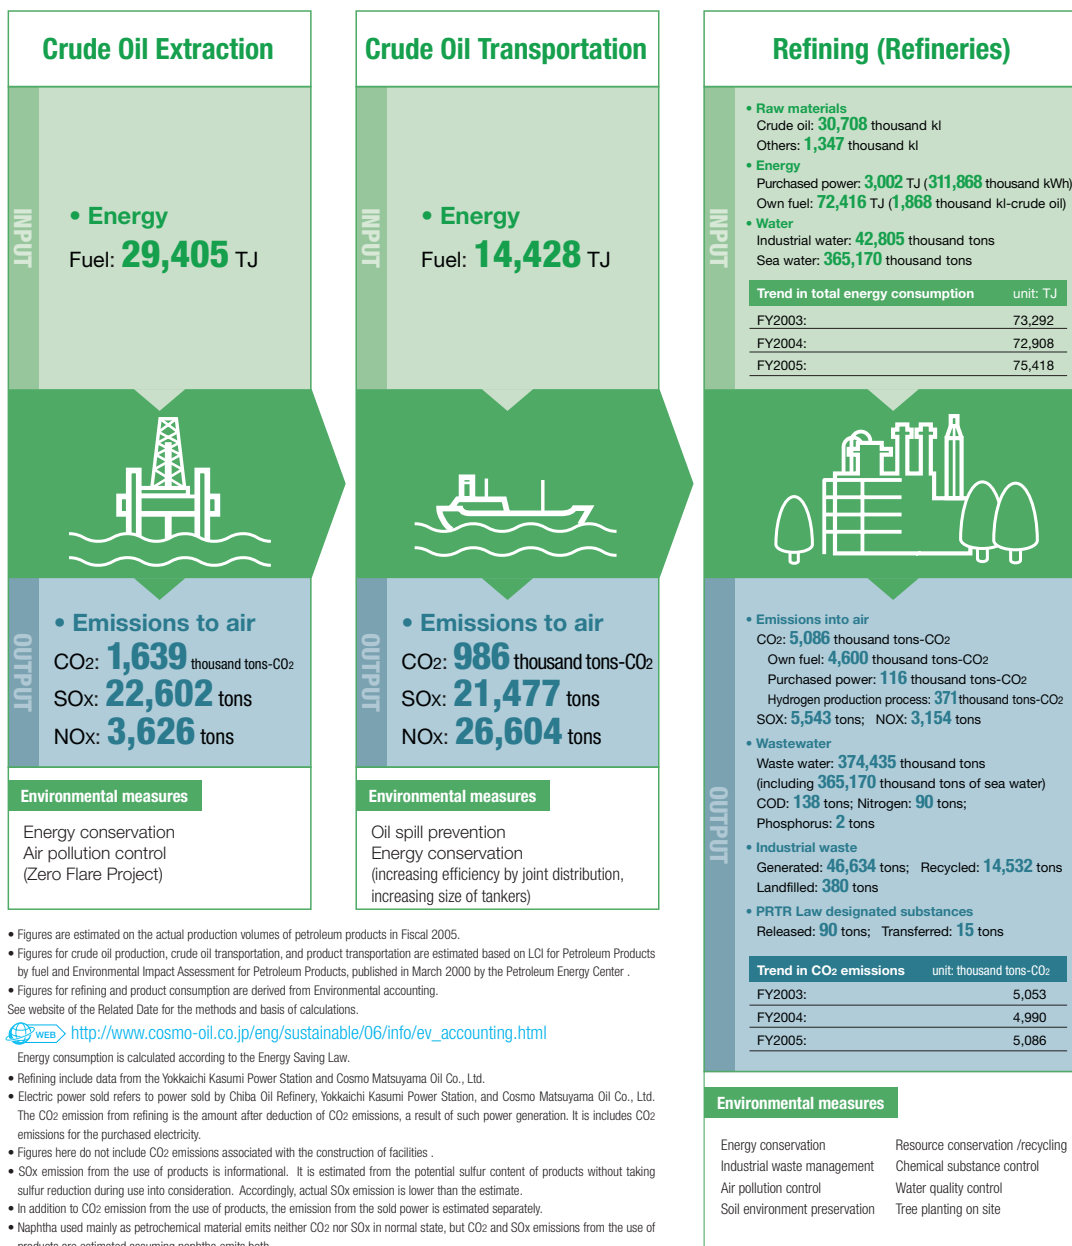 Crude Oil Extraction
INPUT
• Energy
Fuel: 29,405 TJ
OUTPUT
• Emissions to air
CO2: 1,639 thousand tons-CO2
SOx: 22,602 tons
NOx: 3,626 tons
Environmental measures
Energy conservation
Air pollution control
(Zero Flare Project)
Crude Oil Transportation
INPUT
• Energy
Fuel: 14,428 TJ
OUTPUT
• Emissions to air
CO2: 986 thousand tons-CO2
SOx: 21,477 tons
NOx: 26,604 tons
Environmental measures
Oil spill prevention
Energy conservation
(increasing efficiency by joint distribution,
increasing size of tankers)
Refining (Refineries)
INPUT
• Raw materials
Crude oil: 30,708 thousand kl
Others: 1,347 thousand kl
• Energy
Purchased power: 3,002 TJ (311,868 thousand kWh)
Own fuel: 72,416 TJ (1,868 thousand kl-crude oil)
• Water
Industrial water: 42,805 thousand tons
Sea water: 365,170 thousand tons
Trend in total energy consumption unit: TJ
FY2003: 73,292
FY2004: 72,908
FY2005: 75,418
OUTPUT
• Emissions into air
CO2: 5,086 thousand tons-CO2
Own fuel: 4,600 thousand tons-CO2
Purchased power: 116 thousand tons-CO2
Hydrogen production process: 371thousand tons-CO2
SOX: 5,543 tons; NOX: 3,154 tons
• Wastewater
Waste water: 374,435 thousand tons
(including 365,170 thousand tons of sea water)
COD: 138 tons; Nitrogen: 90 tons;
Phosphorus: 2 tons
• Industrial waste
Generated: 46,634 tons; Recycled: 14,532 tons
Landfilled: 380 tons
• PRTR Law designated substances
Released: 90 tons; Transferred: 15 tons
Trend in CO2 emissions unit: thousand tons-CO2
FY2003: 5,053
FY2004: 4,990
FY2005: 5,086
Environmental measures
Energy conservation Resource conservation /recycling
Industrial waste management Chemical substance control
Air pollution control Water quality control
Soil environment preservation Tree planting on site
• Figures are estimated on the actual production volumes of petroleum products in Fiscal 2005.
• Figures for crude oil production, crude oil transportation, and product transportation are estimated based on LCI for Petroleum Products
by fuel and Environmental Impact Assessment for Petroleum Products, published in March 2000 by the Petroleum Energy Center .
• Figures for refining and product consumption are derived from Environmental accounting.
See website of the Related Date for the methods and basis of calculations.
WEB http://www.cosmo-oil.co.jp/eng/sustainable/06/info/ev_accounting.html
Energy consumption is calculated according to the Energy Saving Law.
• Refining include data from the Yokkaichi Kasumi Power Station and Cosmo Matsuyama Oil Co., Ltd.
• Electric power sold refers to power sold by Chiba Oil Refinery, Yokkaichi Kasumi Power Station, and Cosmo Matsuyama Oil Co., Ltd.
The CO2 emission from refining is the amount after deduction of CO2 emissions, a result of such power generation. It is includes CO2
emissions for the purchased electricity.
• Figures here do not include CO2 emissions associated with the construction of facilities .
• SOx emission from the use of products is informational. It is estimated from the potential sulfur content of products without taking
sulfur reduction during use into consideration. Accordingly, actual SOx emission is lower than the estimate.
• In addition to CO2 emission from the use of products, the emission from the sold power is estimated separately.
• Naphtha used mainly as petrochemical material emits neither CO2 nor SOx in normal state, but CO2 and SOx emissions from the use of
products are estimated assuming naphtha emits both.